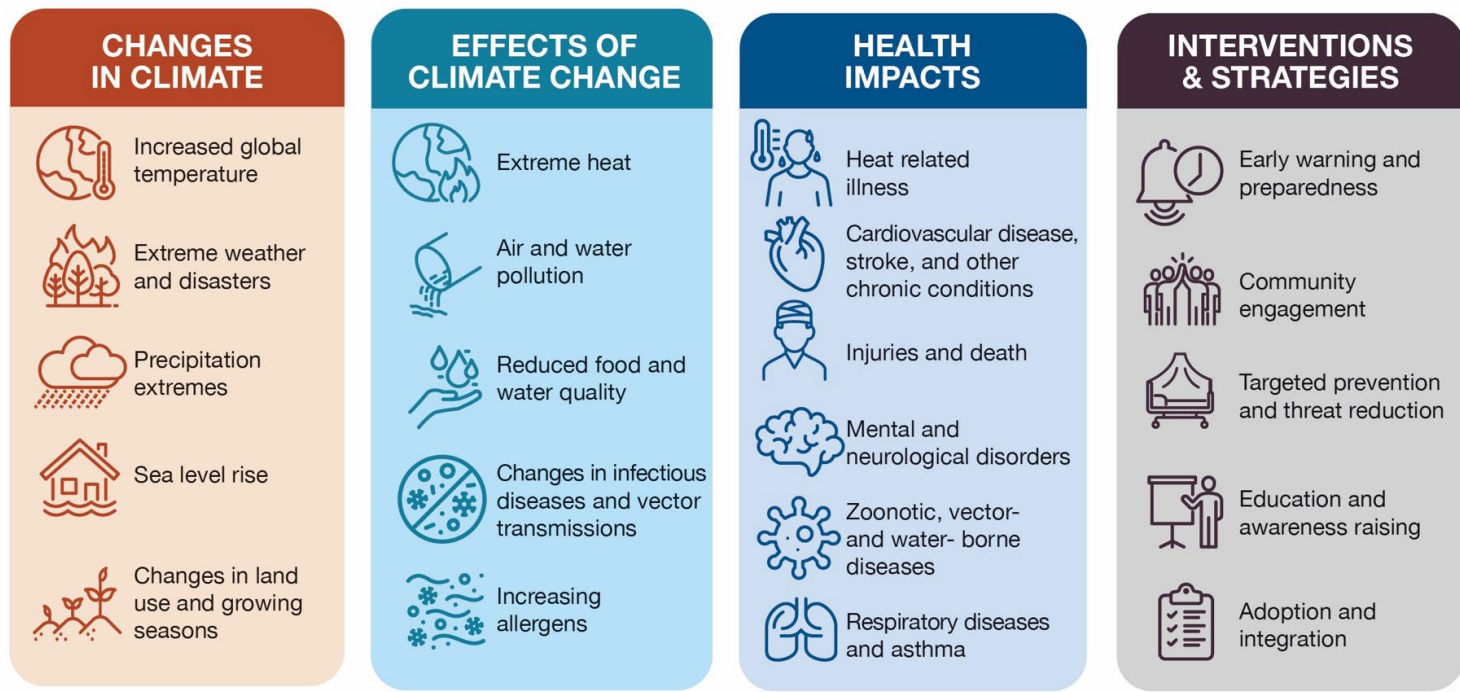 CHANGES
IN CLIMATE
Increased global
temperature
Extreme weather
and disasters
Precipitation
extremes
Sea level rise
Changes in land
use and growing
seasons
EFFECTS OF
CLIMATE CHANGE
Extreme heat
Air and water
pollution
Reduced food and
water quality
Changes in infectious
diseases and vector
transmissions
Increasing
allergens
HEALTH
IMPACTS
Heat related
illness
Cardiovascular disease,
stroke, and other
chronic conditions
Injuries and death
Mental and
neurological disorders
Zoonotic, vector-
and water- borne
diseases
Respiratory diseases
and asthma
INTERVENTIONS
& STRATEGIES
Early warning and
preparedness
Community
engagement
Targeted prevention
and threat reduction
Education and
awareness raising
Adoption and
integration